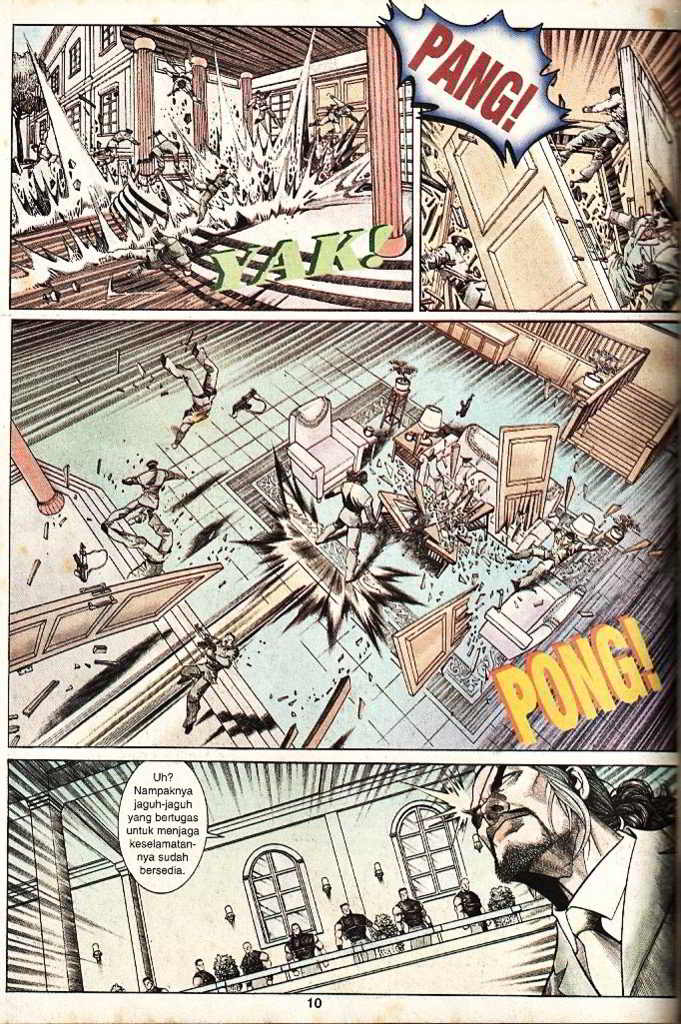 PANG!
YAK!
PONG!
Uh?
Nampaknya
jaguh-jaguh
yang bertugas
untuk menjaga
keselamatan-
nya sudah
bersedia.
10